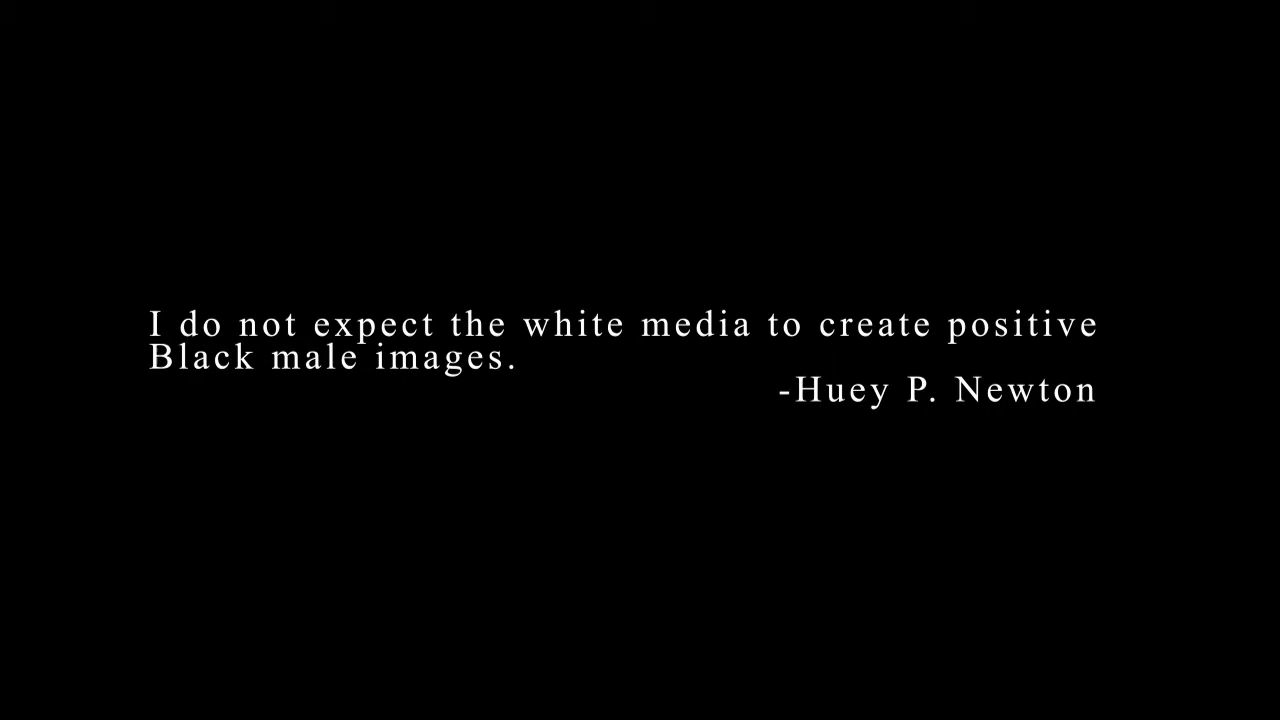 I do not expect the white media to create positive
Black male images.
-Huey P. Newton